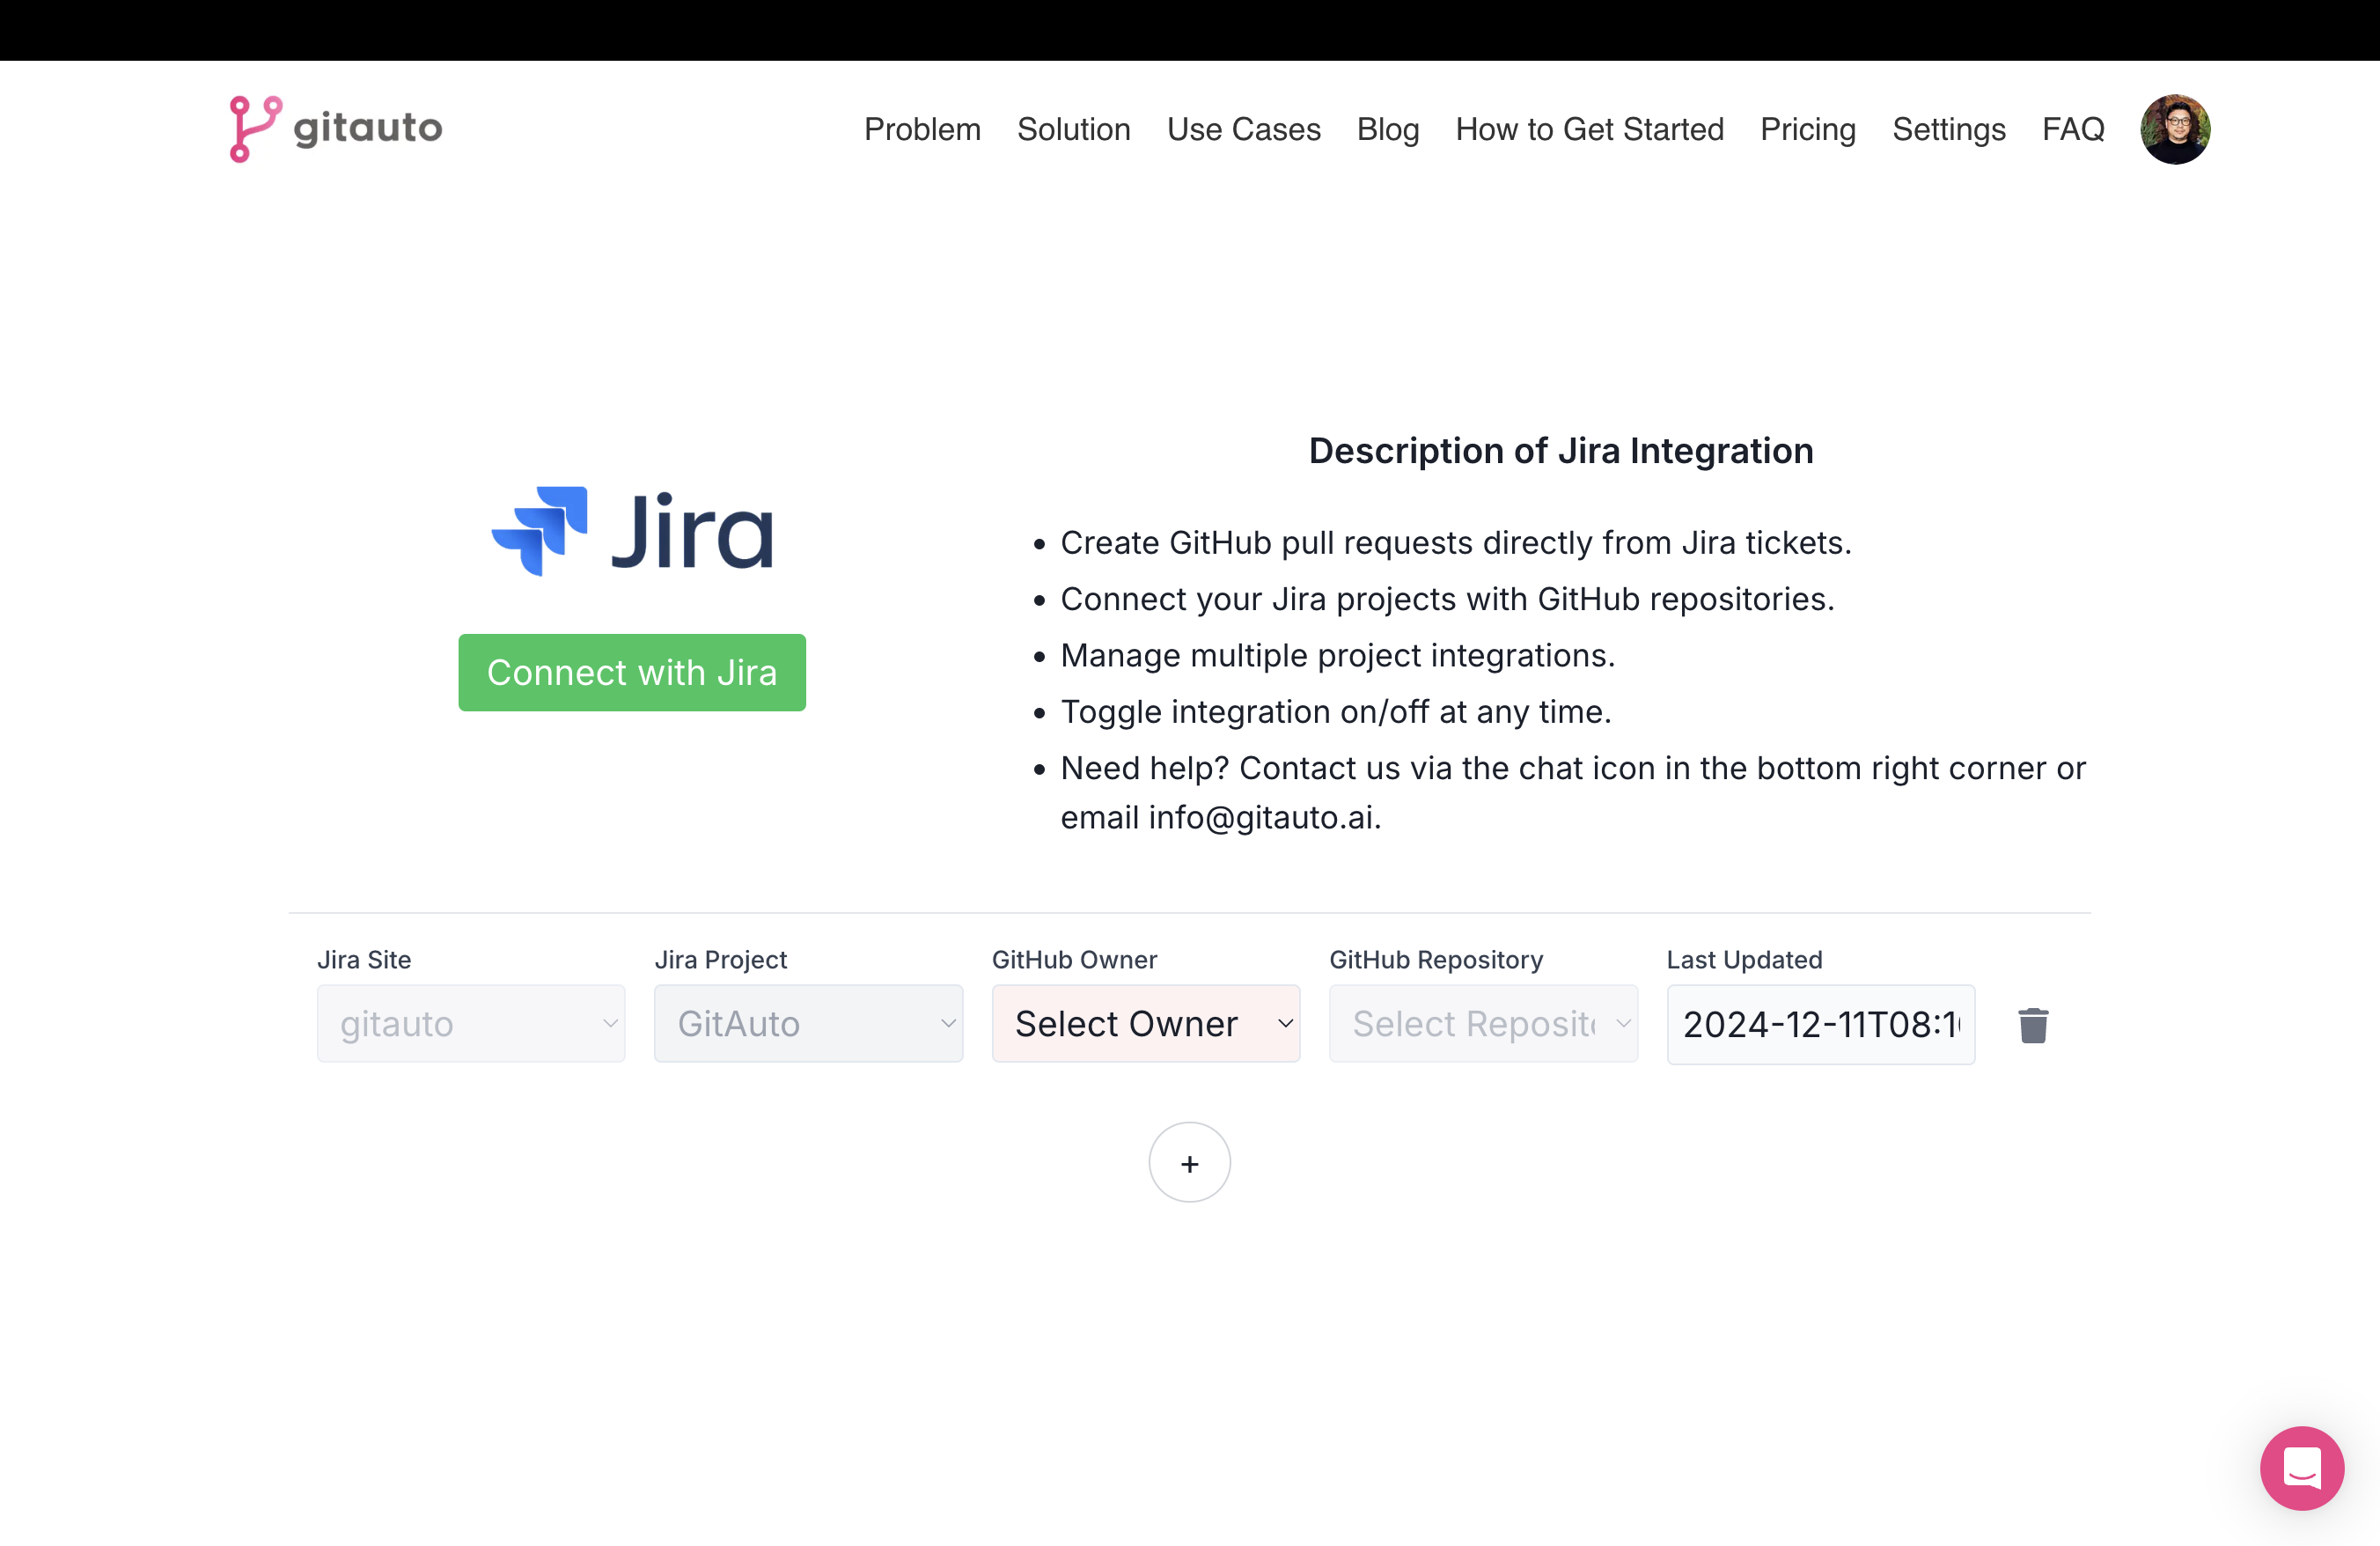 gitauto
Problem Solution Use Cases Blog How to Get Started Pricing Settings FAQ
Jira
Connect with Jira
Description of Jira Integration
Create GitHub pull requests directly from Jira tickets.
Connect your Jira projects with GitHub repositories.
Manage multiple project integrations.
Toggle integration on/off at any time.
Need help? Contact us via the chat icon in the bottom right corner or
email info@gitauto.ai.
Jira Site Jira Project GitHub Owner GitHub Repository Last Updated
gitauto GitAuto Select Owner Select 2024-12-11T08:1
+